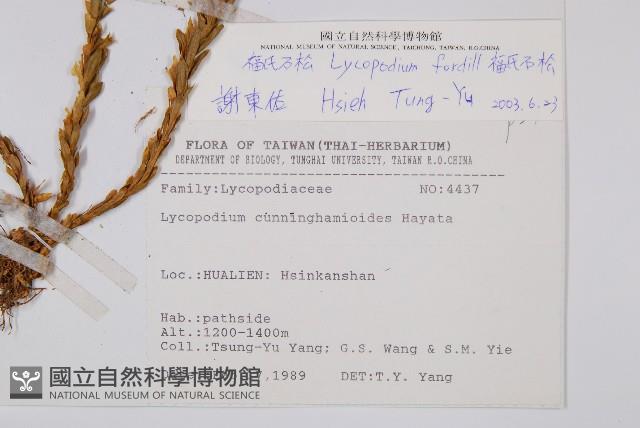 國立自然科學博物館
NATIONAL MUSEUM OF NATURAL SCIENCE, TAICHUNG, TAIWAN, R.O.CHINA
福氏石松 Lycopodium fordill 福氏石松
謝東佑 Hsieh Tung-Yu 2003.6.23
FLORA OF TAIWAN(THAI-HERBARIUM)
DEPARTMENT OF BIOLOGY, TUNGHAI UNIVERSITY, TAIWAN R.O.CHINA
Family:Lycopodiaceae NO:4437
Lycopodium cunninghamioides Hayata
Loc.:HUALIEN: Hsinkanshan
Hab.:pathside
Alt.:1200-1400m
Coll.:Tsung-Yu Yang; G.S. Wang & S.M. Yie
,1989 DET:T.Y. Yang
國立自然科學博物館
NATIONAL MUSEUM OF NATURAL SCIENCE